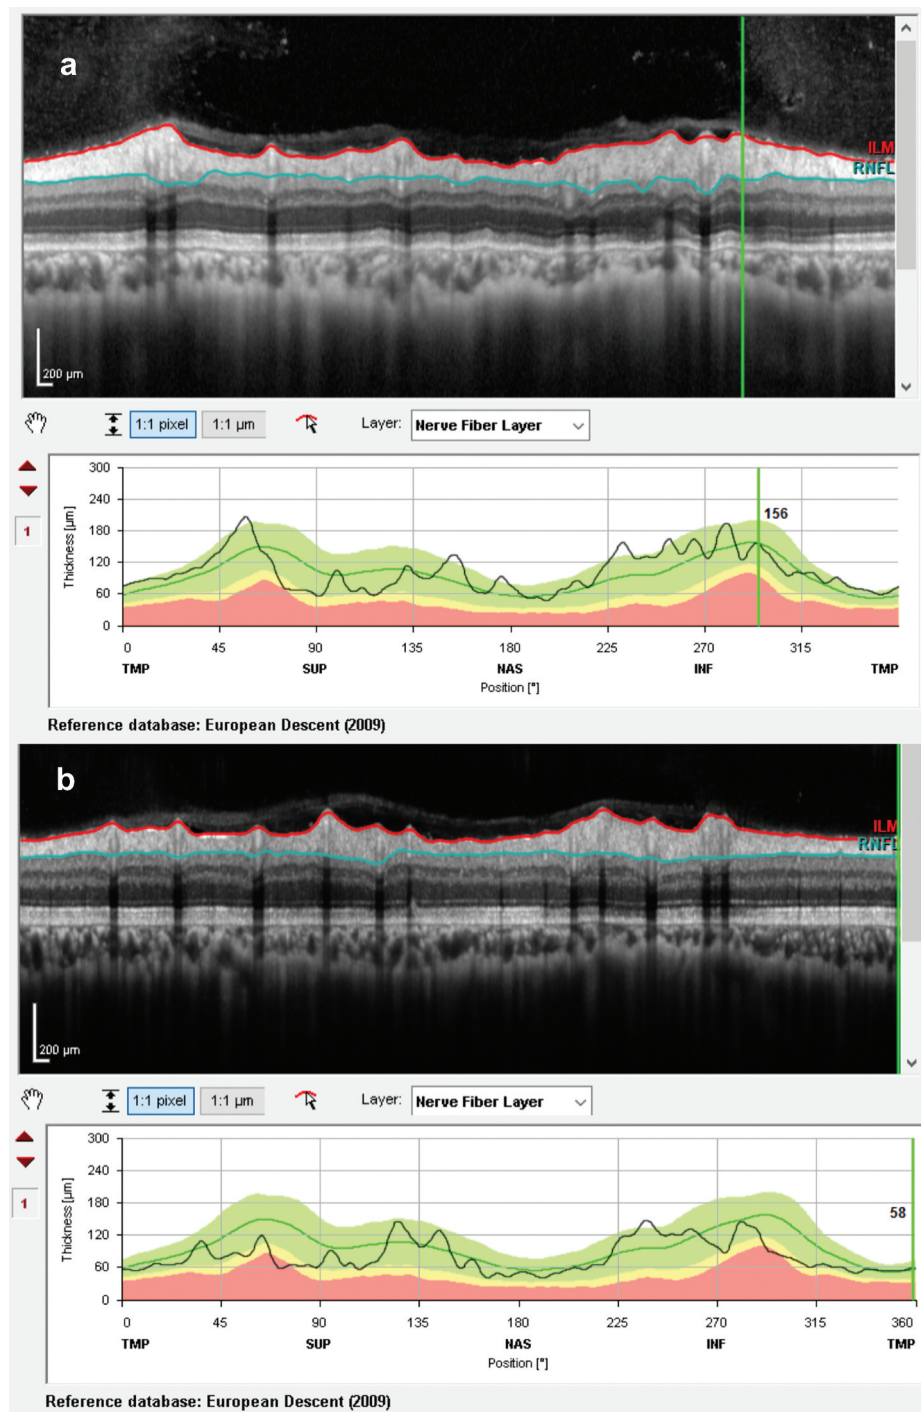 a
ILM
RNFL
200 µm
1:1 pixel 1:1 µm Layer: Nerve Fiber Layer
1
Thickness [µm]
300
240
180
120
60
0
156
0 45 90 135 180 225 270 315
TMP SUP NAS INF TMP
Position [°]
Reference database: European Descent (2009)
b
ILM
RNFL
200 µm
1:1 pixel 1:1 µm Layer: Nerve Fiber Layer
1
Thickness [µm]
300
240
180
120
60
0
58
0 45 90 135 180 225 270 315 360
TMP SUP NAS INF TMP
Position [°]
Reference database: European Descent (2009)